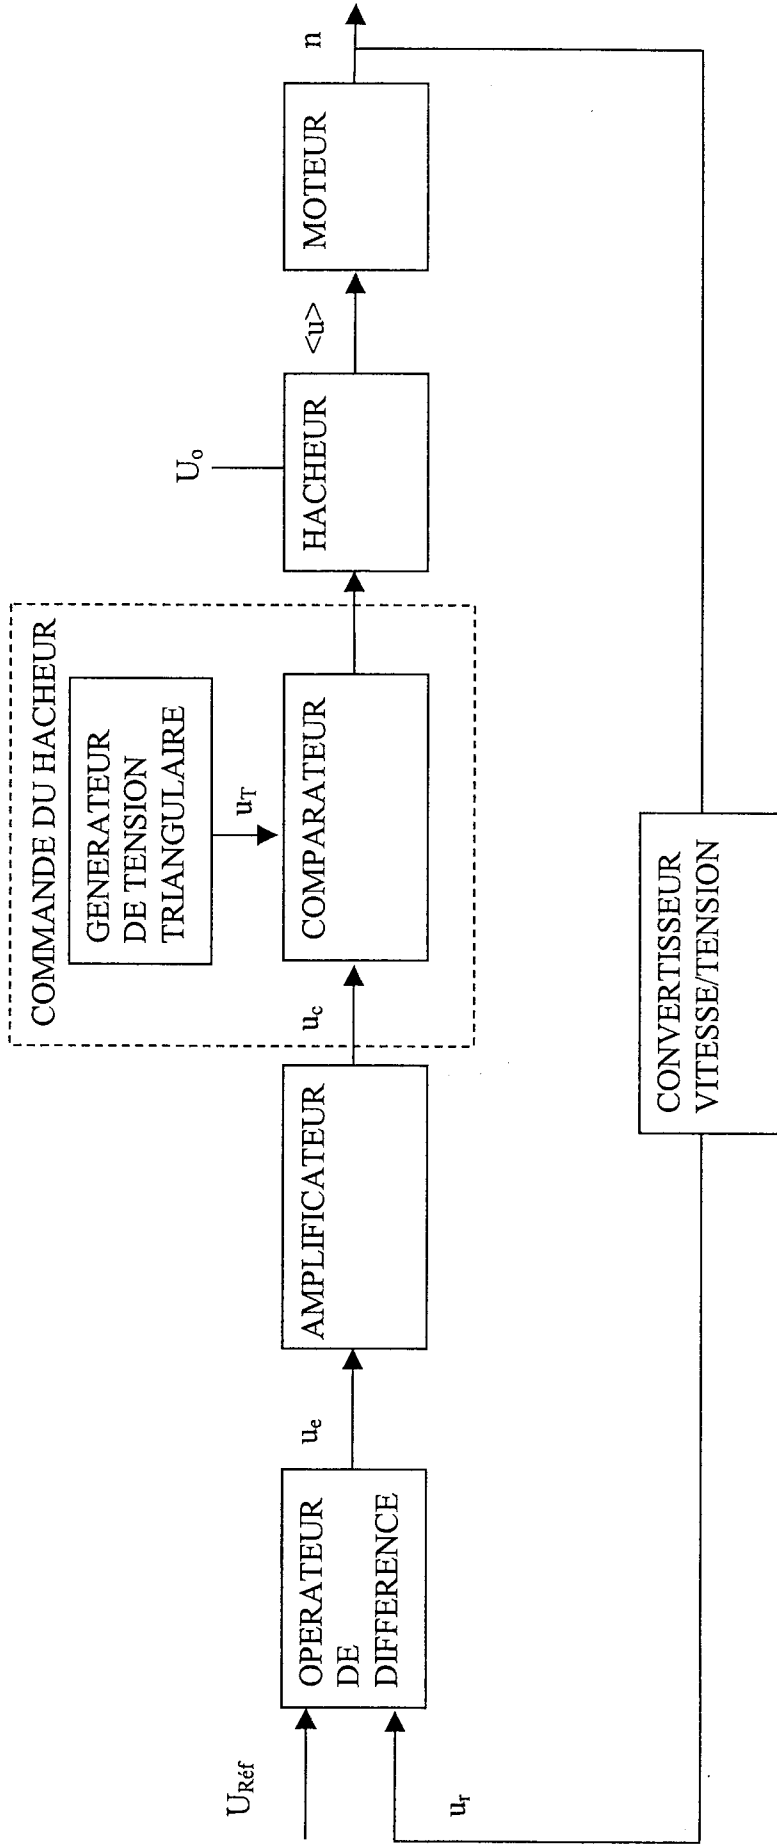 COMMANDE DU HACHEUR
GENERATEUR
DE TENSION
TRIANGULAIRE
u_T
U_o
U_Réf
u_r
OPERATEUR
DE
DIFFERENCE
u_e
AMPLIFICATEUR
u_c
COMPARATEUR
HACHEUR
<u>
MOTEUR
n
CONVERTISSEUR
VITESSE/TENSION